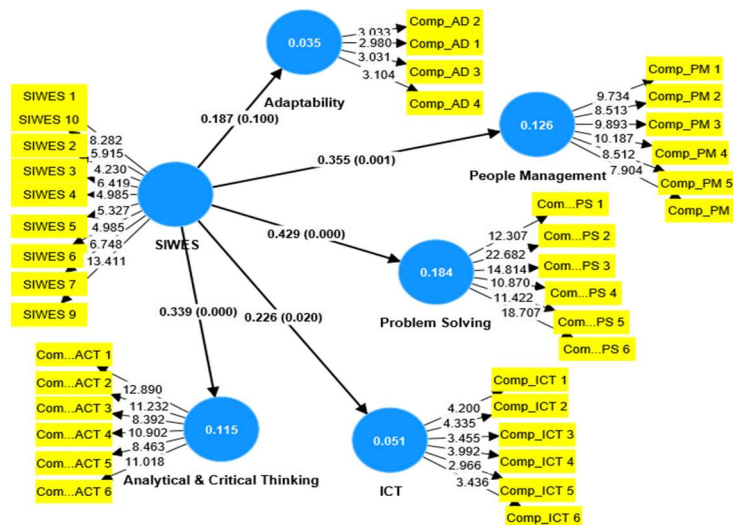 Comp_AD 2
3.033
Comp_AD 1
2.980
0.035
3.031
Comp_AD 3
3.104
Comp_AD 4
Adaptability
0.187 (0.100)
Comp_PM 1
9.734
Comp_PM 2
8.513
0.126
9.893
Comp_PM 3
10.187
Comp_PM 4
8.512
7.904
Comp_PM 5
Comp_PM
People Management
0.355 (0.001)
SIWES 1
SIWES 10
8.282
SIWES 2
5.915
SIWES 3
4.230
6.419
SIWES 4
4.985
5.327
SIWES 5
4.985
SIWES 6
6.748
13.411
SIWES 7
SIWES 9
SIWES
0.429 (0.000)
Com...PS 1
12.307
Com...PS 2
22.682
0.184
14.814
Com...PS 3
10.870
Com...PS 4
11.422
18.707
Com...PS 5
Com...PS 6
Problem Solving
0.339 (0.000)
0.226 (0.020)
Com...ACT 1
12.890
Com...ACT 2
11.232
Com...ACT 3
8.392
0.115
Com...ACT 4
10.902
8.463
Com...ACT 5
11.018
Com...ACT 6
Analytical & Critical Thinking
Comp_ICT 1
4.200
Comp_ICT 2
4.335
0.051
3.455
Comp_ICT 3
3.992
Comp_ICT 4
2.966
3.436
Comp_ICT 5
Comp_ICT 6
ICT